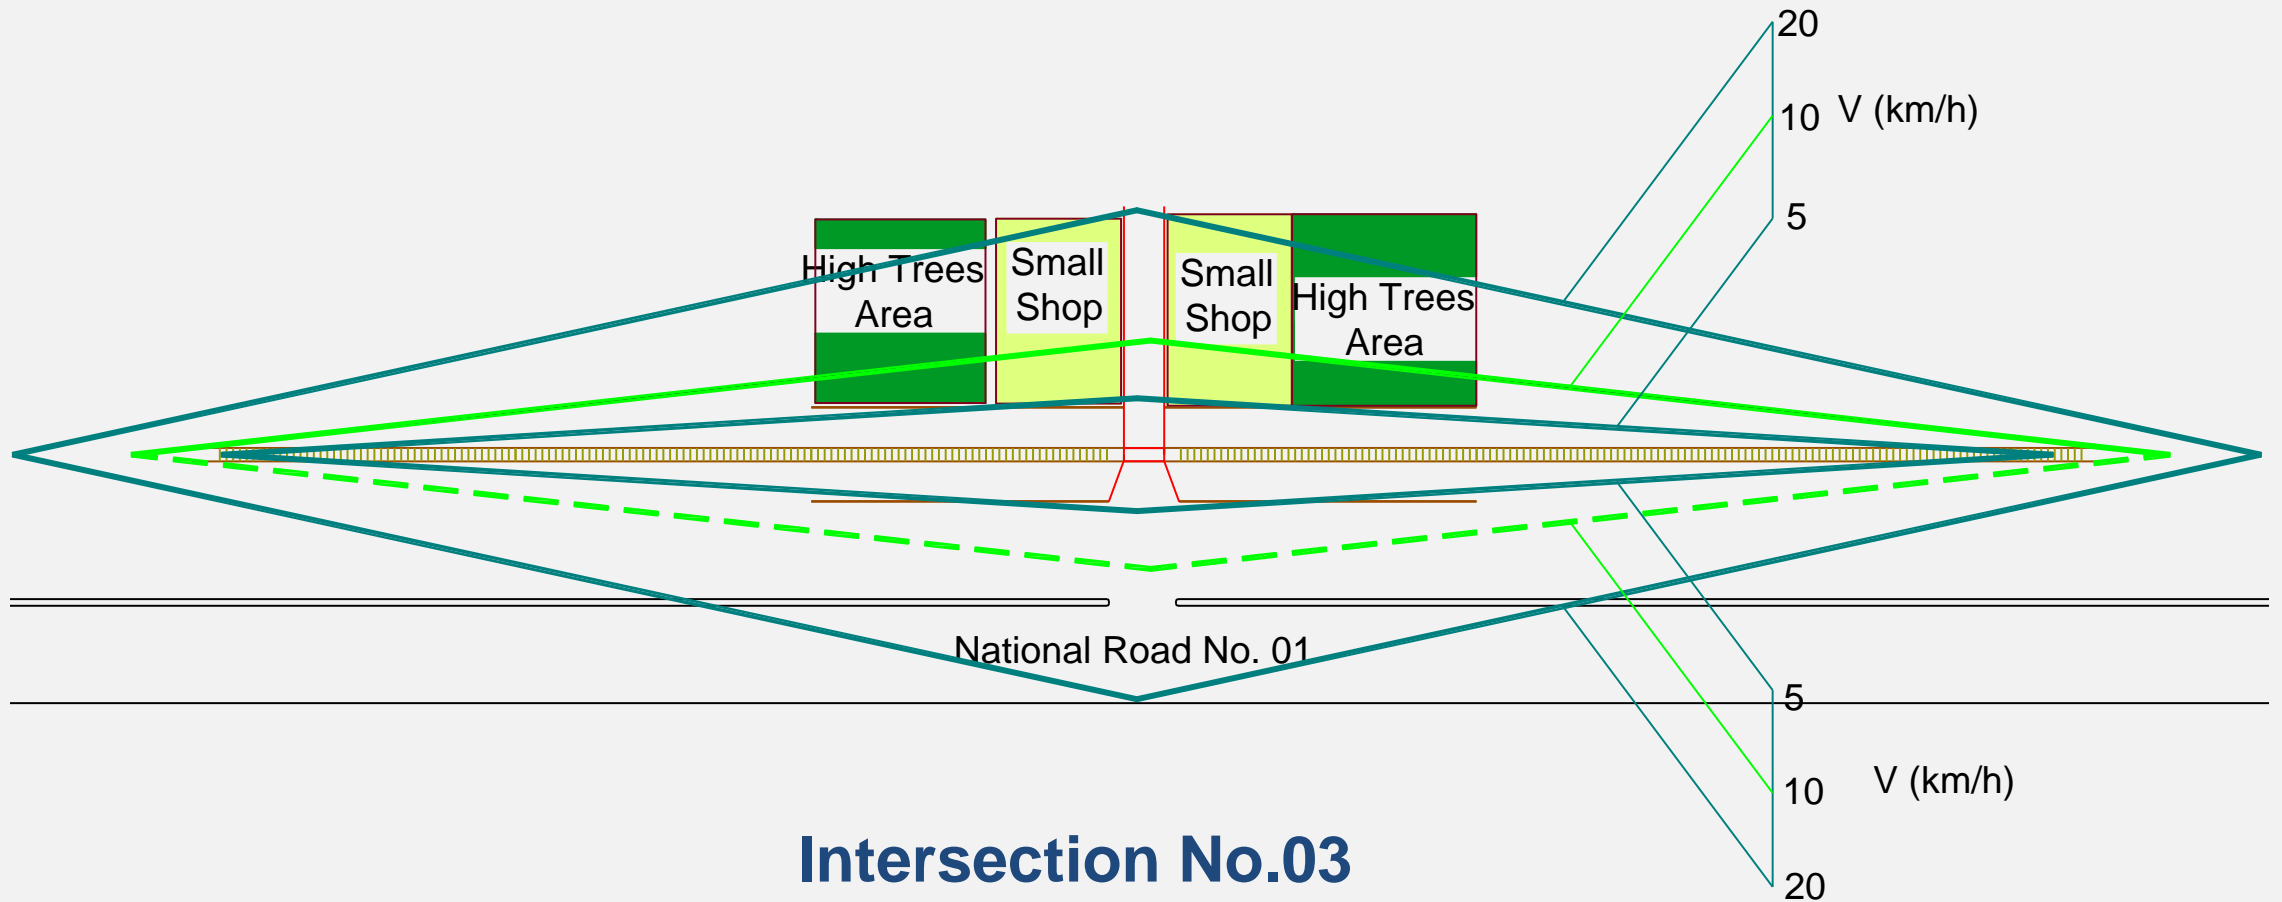 20
10
V (km/h)
5
High Trees
Area
Small
Shop
Small
Shop
High Trees
Area
National Road No. 01
5
10
V (km/h)
20
Intersection No.03